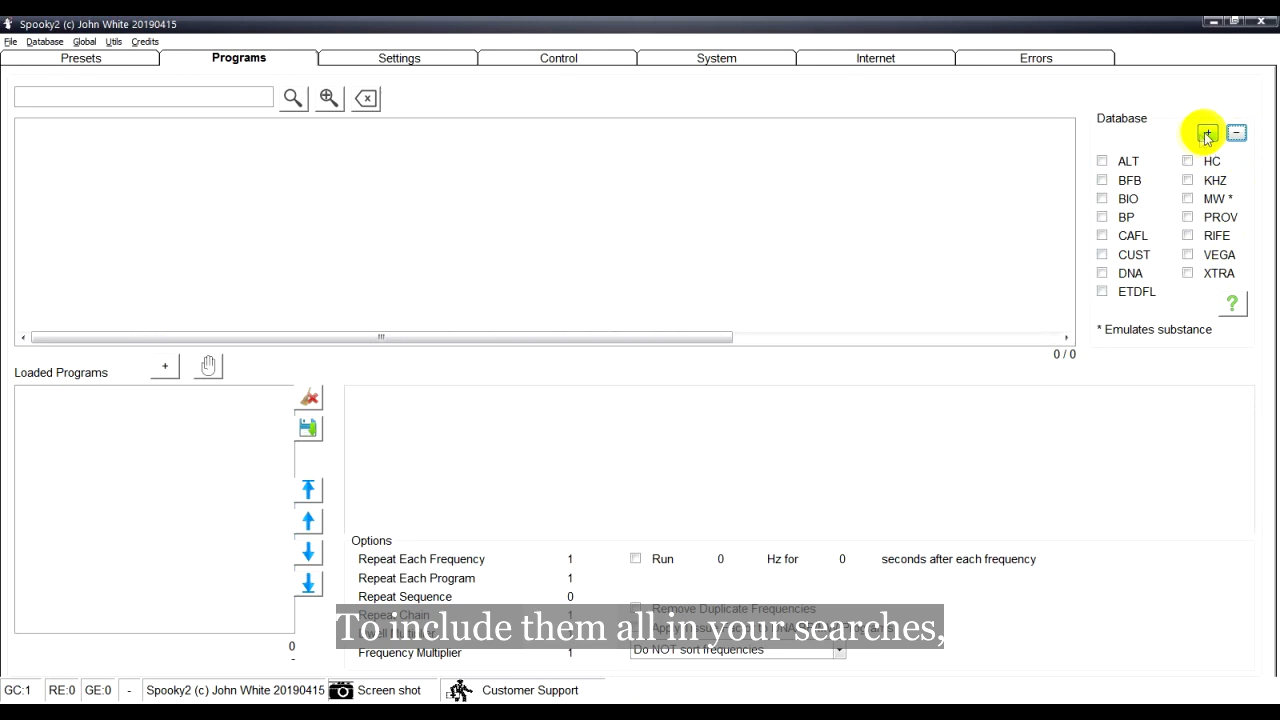 Spooky2 (c) John White 20190415
File Database Global Utils Credits
Presets Programs Settings Control System Internet Errors
Database
+ -
ALT HC
BFB KHZ
BIO MW *
BP PROV
CAFL RIFE
CUST VEGA
DNA XTRA
ETDFL
?
* Emulates substance
0 / 0
Loaded Programs +
Options
Repeat Each Frequency 1 Run 0 Hz for 0 seconds after each frequency
Repeat Each Program 1
Repeat Sequence 0
Repeat Chain Remove Duplicate Frequencies
To include them all in your searches,
0
-
Frequency Multiplier 1 Do NOT sort frequencies
GC:1 RE:0 GE:0 - Spooky2 (c) John White 20190415 Screen shot Customer Support